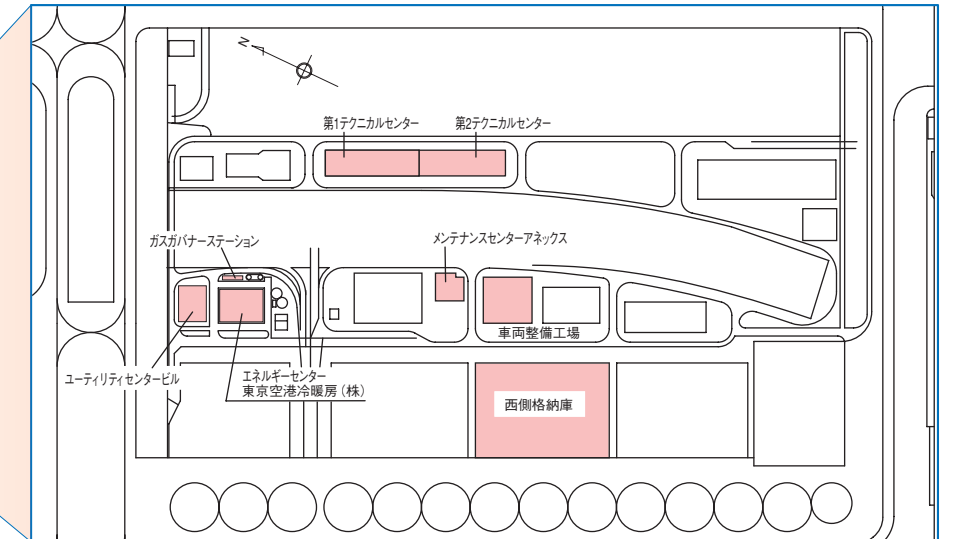 N
第1テクニカルセンター
第2テクニカルセンター
ガスガバナーステーション
メンテナンスセンターアネックス
車両整備工場
ユーティリティセンタービル
エネルギーセンター
東京空港冷暖房(株)
西側格納庫